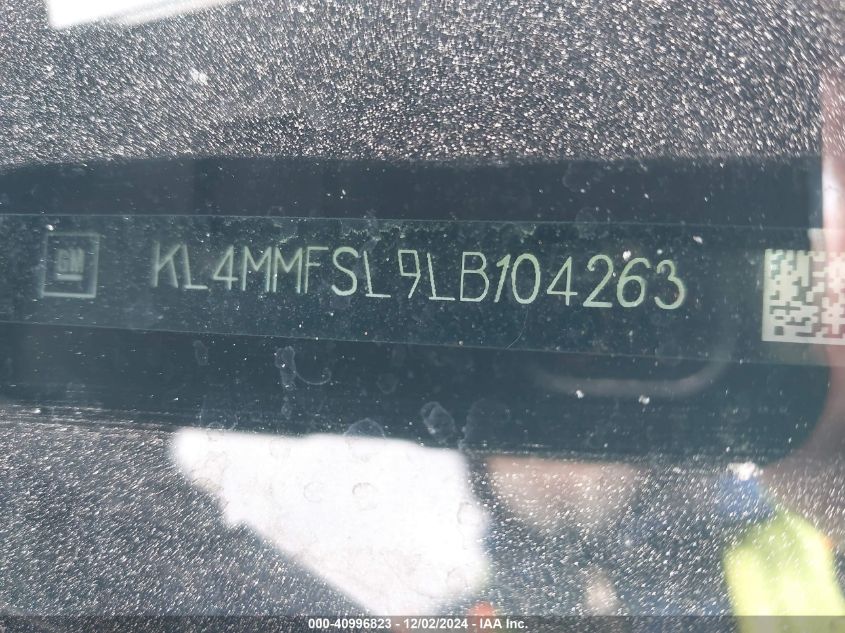 GM KL4MMFSL9LB104263
000-40996823 - 12/02/2024 - IAA Inc.